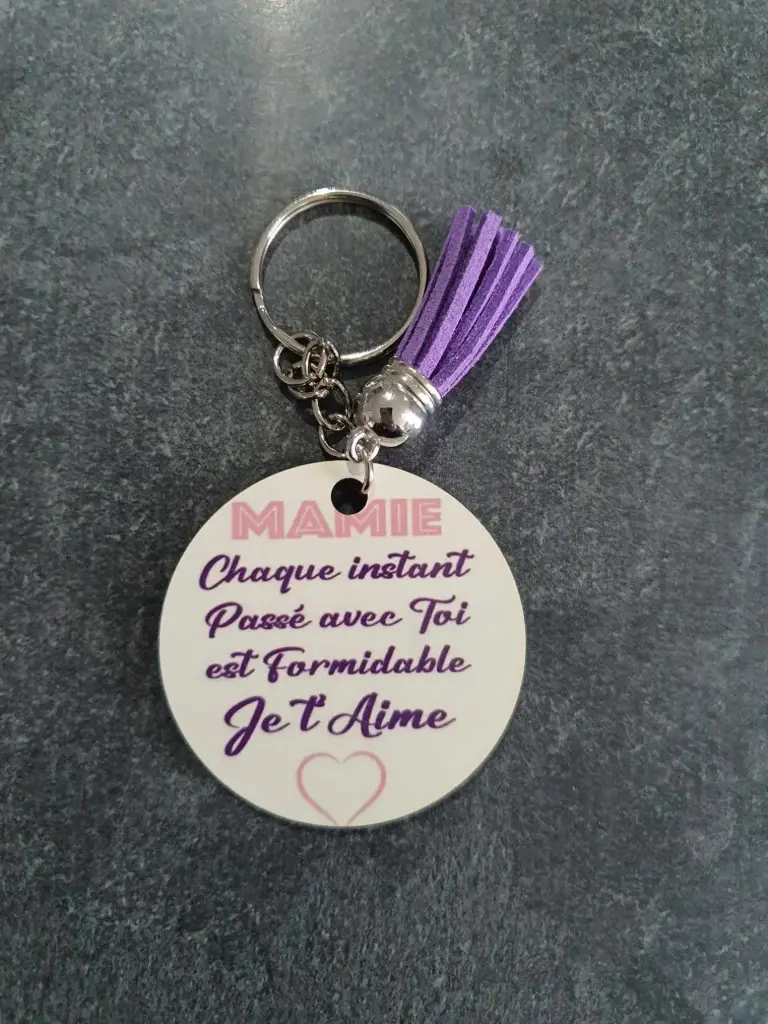 MAMIE
Chaque instant
Passé avec Toi
est Formidable
Je t'Aime